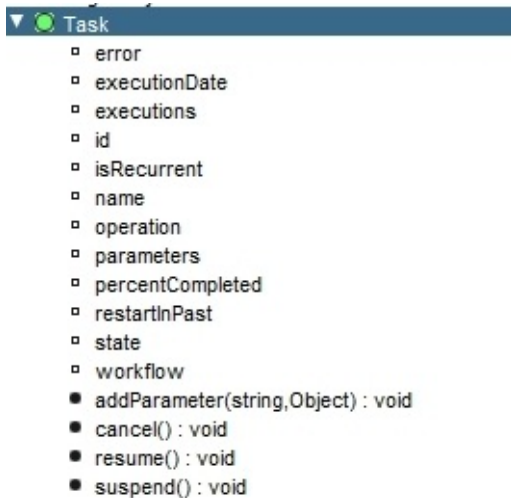 Task
error
executionDate
executions
id
isRecurrent
name
operation
parameters
percentCompleted
restartInPast
state
workflow
addParameter(string,Object) : void
cancel() : void
resume() : void
suspend() : void